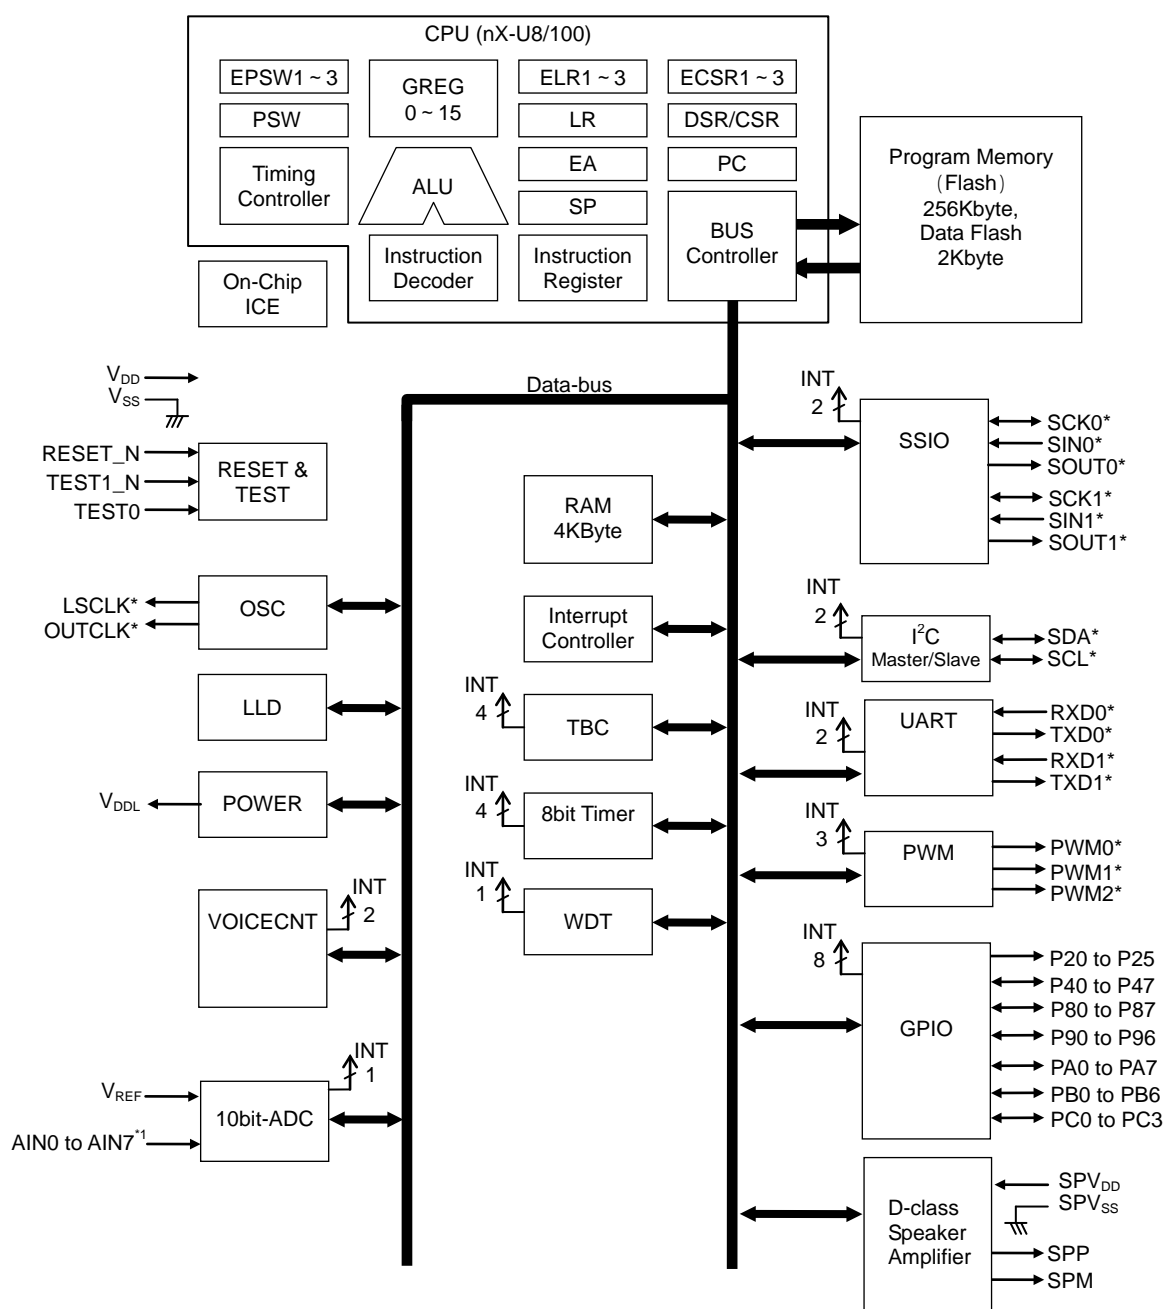 CPU (nX-U8/100)
EPSW1 ~ 3
GREG
0 ~ 15
ELR1 ~ 3
ECSR1 ~ 3
PSW
LR
DSR/CSR
Timing
Controller
ALU
EA
PC
SP
BUS
Controller
Instruction
Decoder
Instruction
Register
Program Memory
(Flash)
256Kbyte,
Data Flash
2Kbyte
On-Chip
ICE
VDD
VSS
Data-bus
RESET_N
TEST1_N
TEST0
RESET &
TEST
LSCLK*
OUTCLK*
OSC
LLD
VDDL
POWER
VOICECNT
INT
2
VREF
AIN0 to AIN7*1
10bit-ADC
INT
1
RAM
4KByte
Interrupt
Controller
INT
4
TBC
INT
4
8bit Timer
INT
1
WDT
INT
2
SSIO
SCK0*
SIN0*
SOUT0*
SCK1*
SIN1*
SOUT1*
INT
2
I2C
Master/Slave
SDA*
SCL*
INT
2
UART
RXD0*
TXD0*
RXD1*
TXD1*
INT
3
PWM
PWM0*
PWM1*
PWM2*
INT
8
GPIO
P20 to P25
P40 to P47
P80 to P87
P90 to P96
PA0 to PA7
PB0 to PB6
PC0 to PC3
D-class
Speaker
Amplifier
SPVDD
SPVSS
SPP
SPM